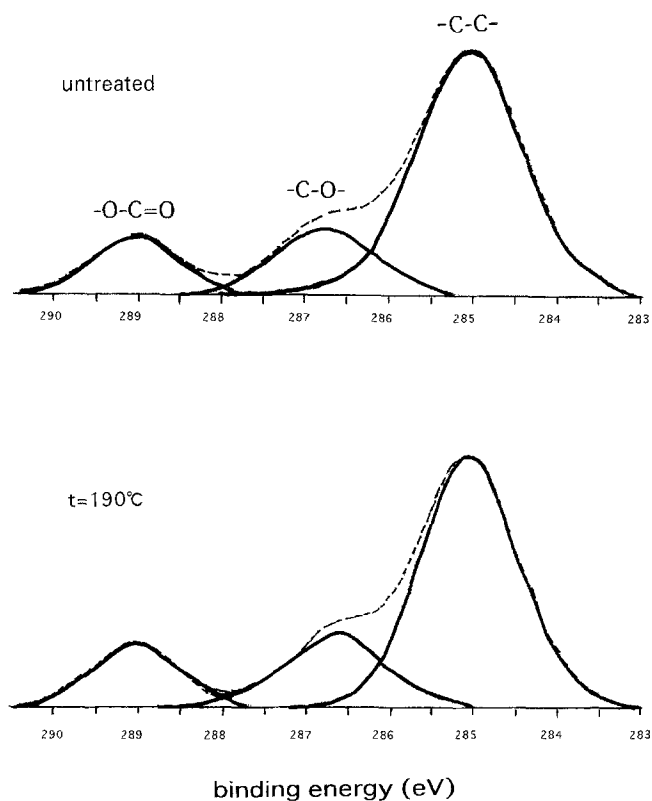 -C-C-
untreated
-C-O-
-O-C=O
290 289 288 287 286 285 284 283
t=190℃
290 289 288 287 286 285 284 283
binding energy (eV)